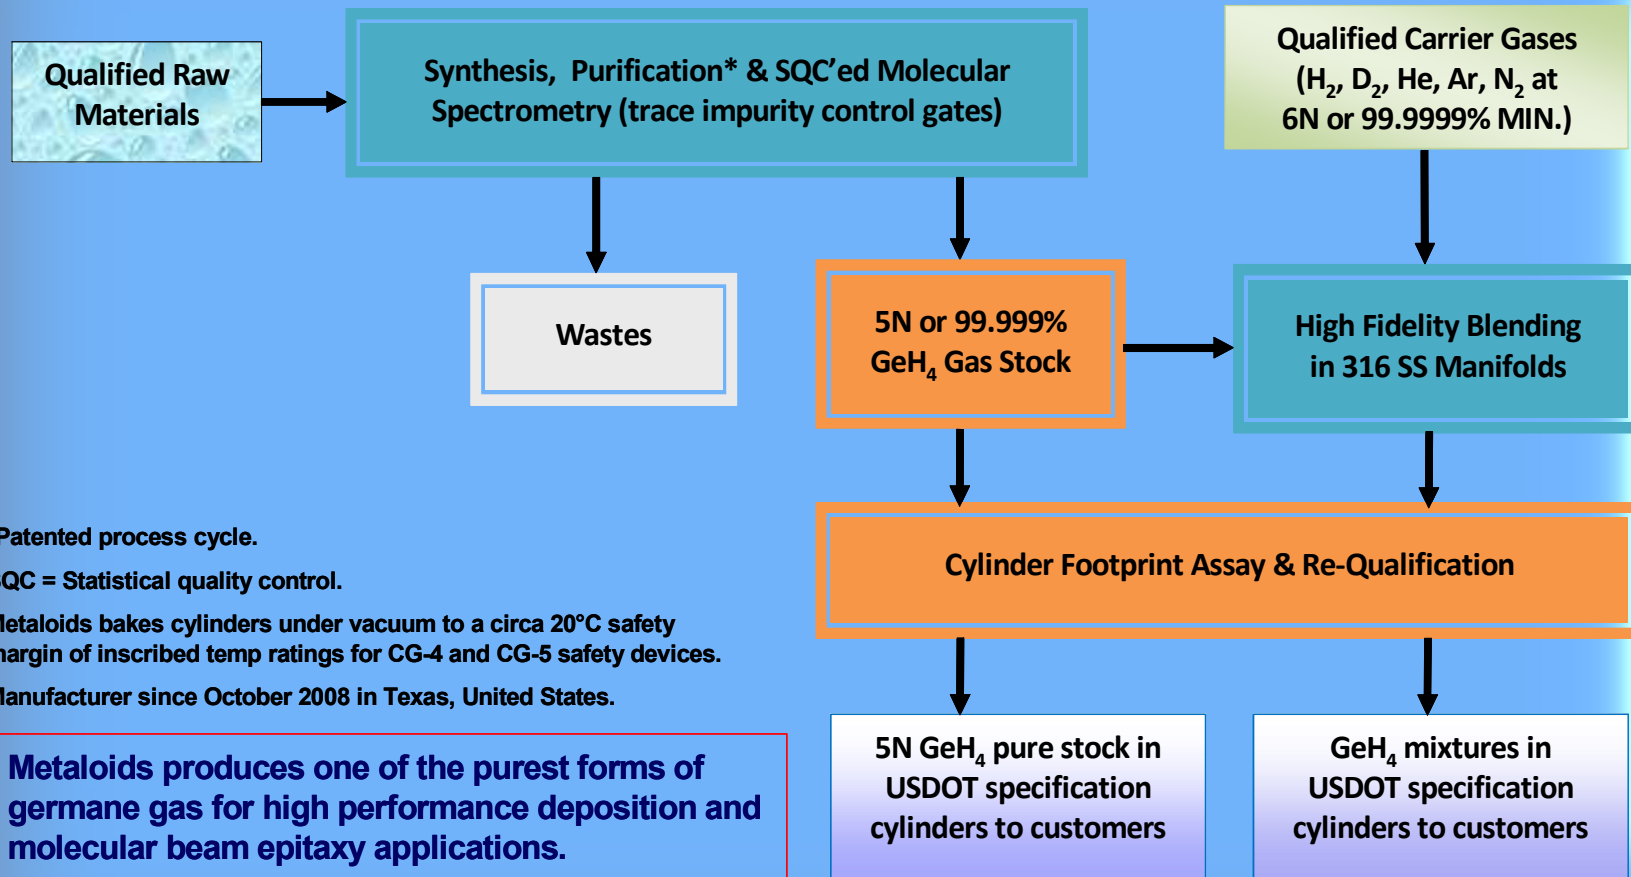 Qualified Raw
Materials
Synthesis, Purification* & SQC'ed Molecular
Spectrometry (trace impurity control gates)
Qualified Carrier Gases
(H₂, D₂, He, Ar, N₂ at
6N or 99.9999% MIN.)
Wastes
5N or 99.999%
GeH₄ Gas Stock
High Fidelity Blending
in 316 SS Manifolds
Cylinder Footprint Assay & Re-Qualification
Patented process cycle.
SQC = Statistical quality control.
Metaloids bakes cylinders under vacuum to a circa 20°C safety
margin of inscribed temp ratings for CG-4 and CG-5 safety devices.
Manufacturer since October 2008 in Texas, United States.
Metaloids produces one of the purest forms of
germane gas for high performance deposition and
molecular beam epitaxy applications.
5N GeH₄ pure stock in
USDOT specification
cylinders to customers
GeH₄ mixtures in
USDOT specification
cylinders to customers